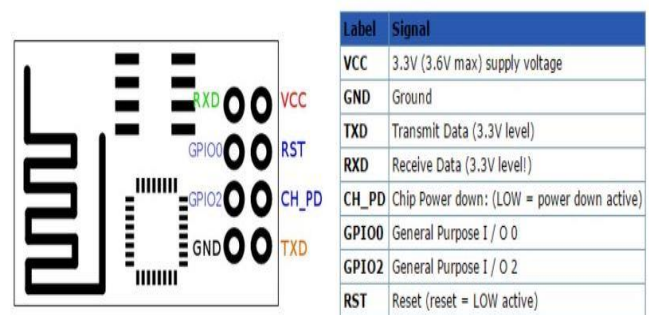 RXD VCC
GPIO0 RST
GPIO2 CH_PD
GND TXD
Label Signal
VCC 3.3V (3.6V max) supply voltage
GND Ground
TXD Transmit Data (3.3V level)
RXD Receive Data (3.3V level!)
CH_PD Chip Power down: (LOW = power down active)
GPIO0 General Purpose I / O 0
GPIO2 General Purpose I / O 2
RST Reset (reset = LOW active)